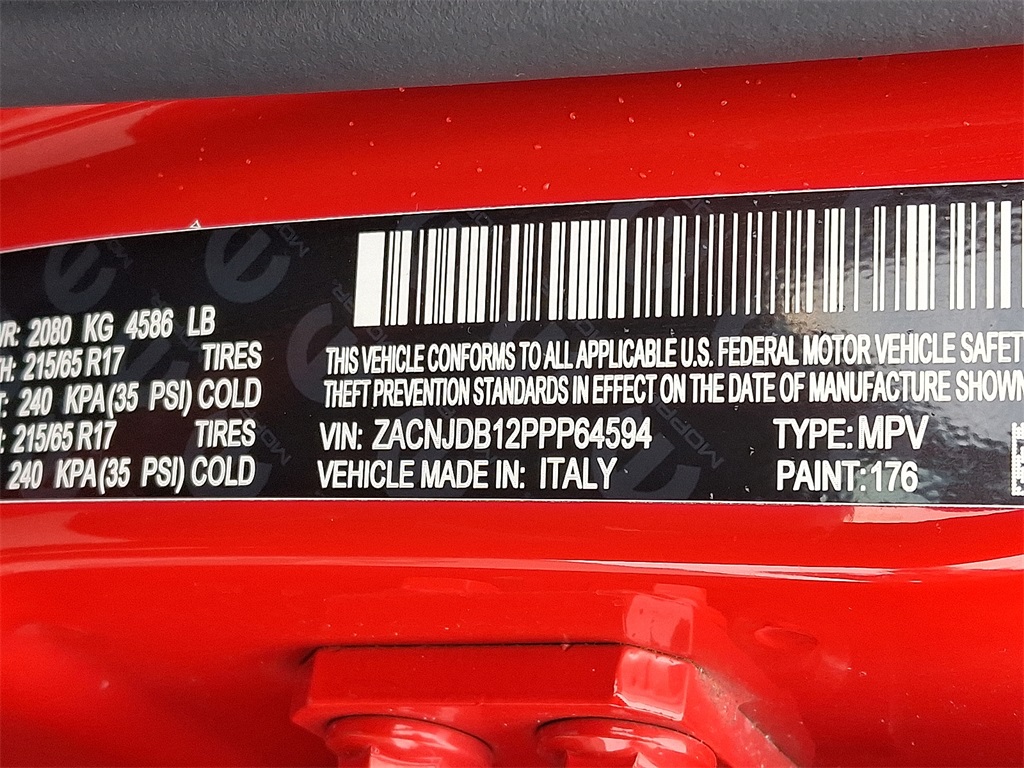 2080 KG 4586 LB
215/65 R17 TIRES
240 KPA(35 PSI) COLD
215/65 R17 TIRES
240 KPA(35 PSI) COLD
THIS VEHICLE CONFORMS TO ALL APPLICABLE U.S. FEDERAL MOTOR VEHICLE SAFET
THEFT PREVENTION STANDARDS IN EFFECT ON THE DATE OF MANUFACTURE SHOWN
VIN: ZACNJDB12PPP64594 TYPE: MPV
VEHICLE MADE IN: ITALY PAINT: 176
MOPAR